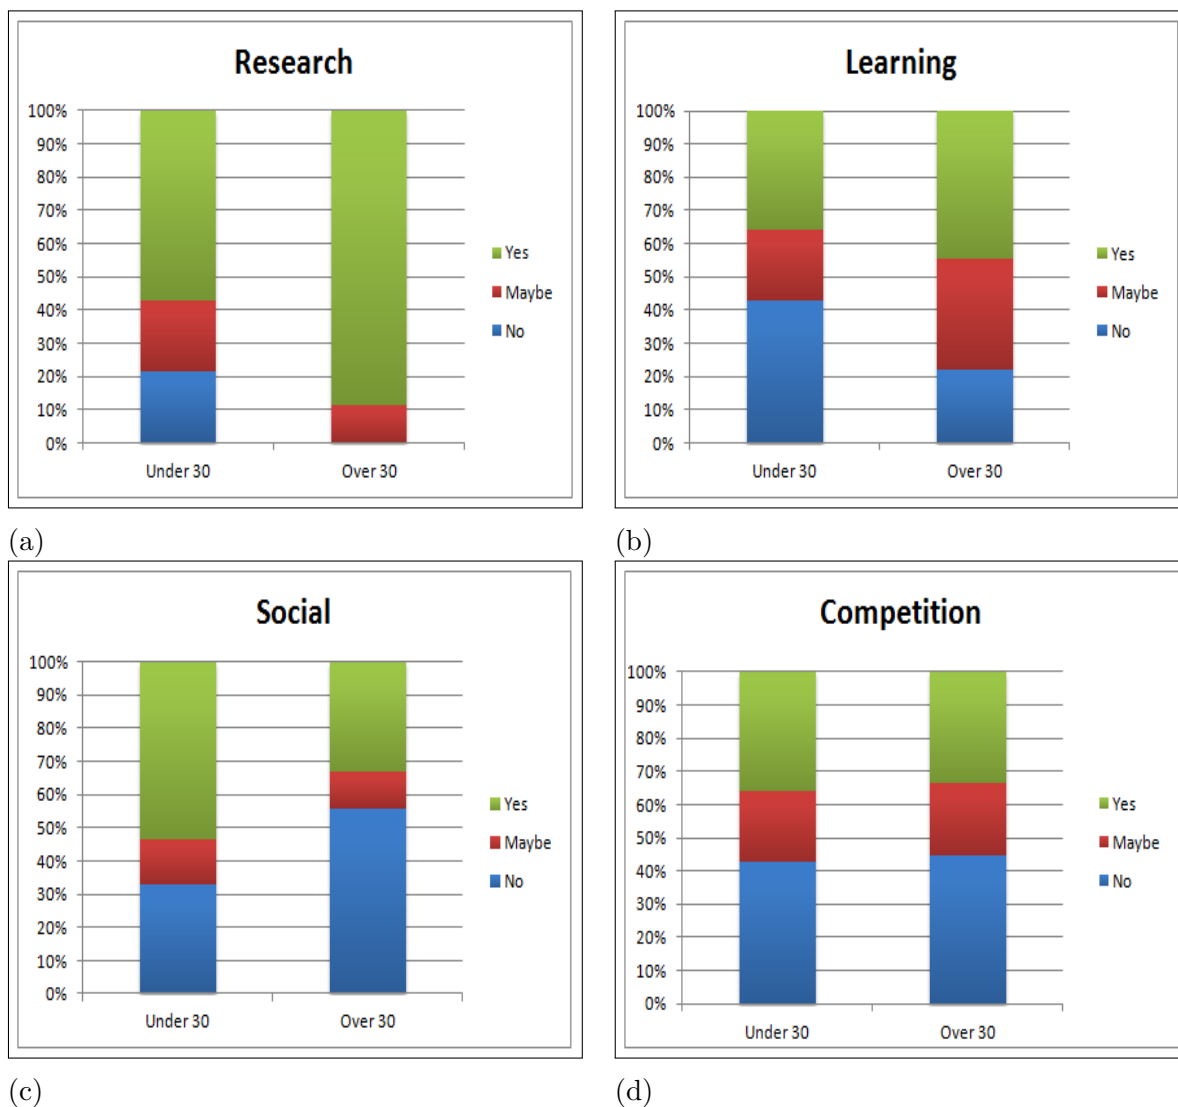 Research
100%
90%
80%
70%
60%
50%
40%
30%
20%
10%
0%
Under 30
Over 30
Yes
Maybe
No
(a)
Learning
100%
90%
80%
70%
60%
50%
40%
30%
20%
10%
0%
Under 30
Over 30
Yes
Maybe
No
(b)
Social
100%
90%
80%
70%
60%
50%
40%
30%
20%
10%
0%
Under 30
Over 30
Yes
Maybe
No
(c)
Competition
100%
90%
80%
70%
60%
50%
40%
30%
20%
10%
0%
Under 30
Over 30
Yes
Maybe
No
(d)